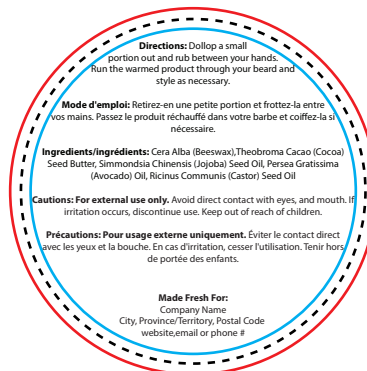 Directions: Dollop a small
portion out and rub between your hands.
Run the warmed product through your beard and
style as necessary.
Mode d'emploi: Retirez-en une petite portion et frottez-la entre
vos mains. Passez le produit réchauffé dans votre barbe et coiffez-la si
nécessaire.
Ingredients/ingrédients: Cera Alba (Beeswax),Theobroma Cacao (Cocoa)
Seed Butter, Simmondsia Chinensis (Jojoba) Seed Oil, Persea Gratissima
(Avocado) Oil, Ricinus Communis (Castor) Seed Oil
Cautions: For external use only. Avoid direct contact with eyes, and mouth. If
irritation occurs, discontinue use. Keep out of reach of children.
Précautions: Pour usage externe uniquement. Éviter le contact direct
avec les yeux et la bouche. En cas d'irritation, cesser l'utilisation. Tenir hors
de portée des enfants.
Made Fresh For:
Company Name
City, Province/Territory, Postal Code
website,email or phone #